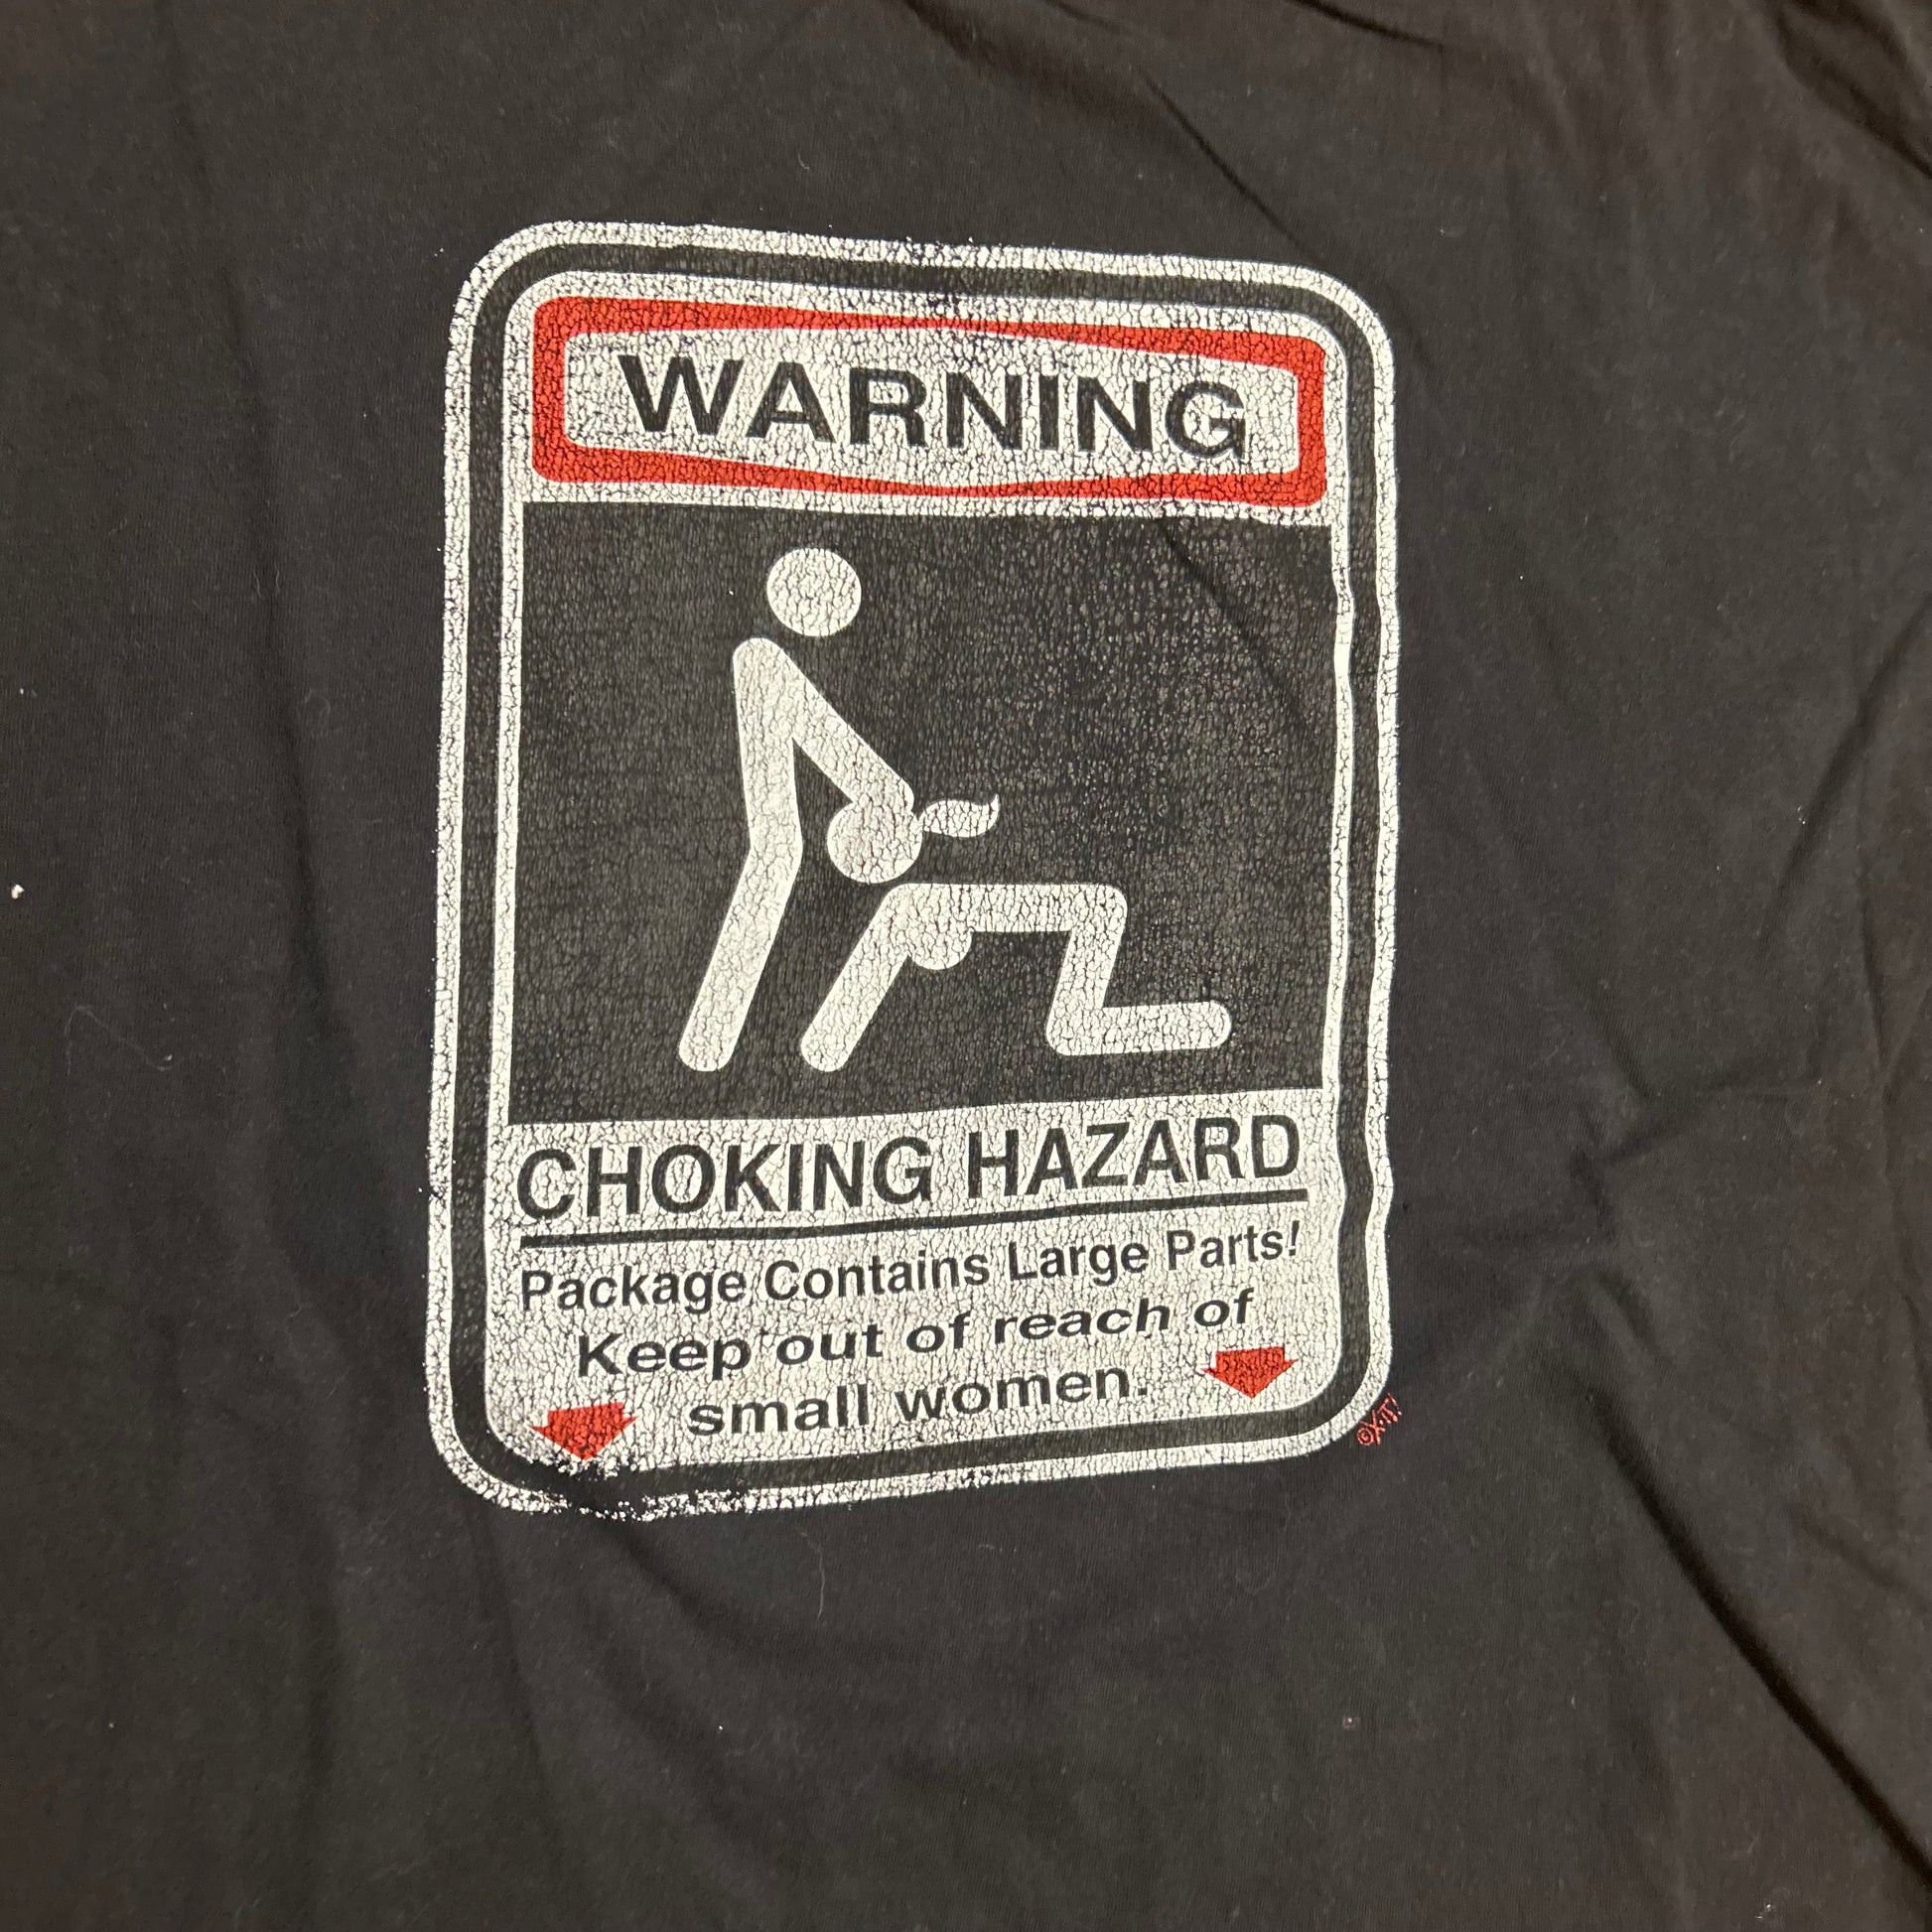 WARNING
CHOKING HAZARD
Package Contains Large Parts!
Keep out of reach of
small women.